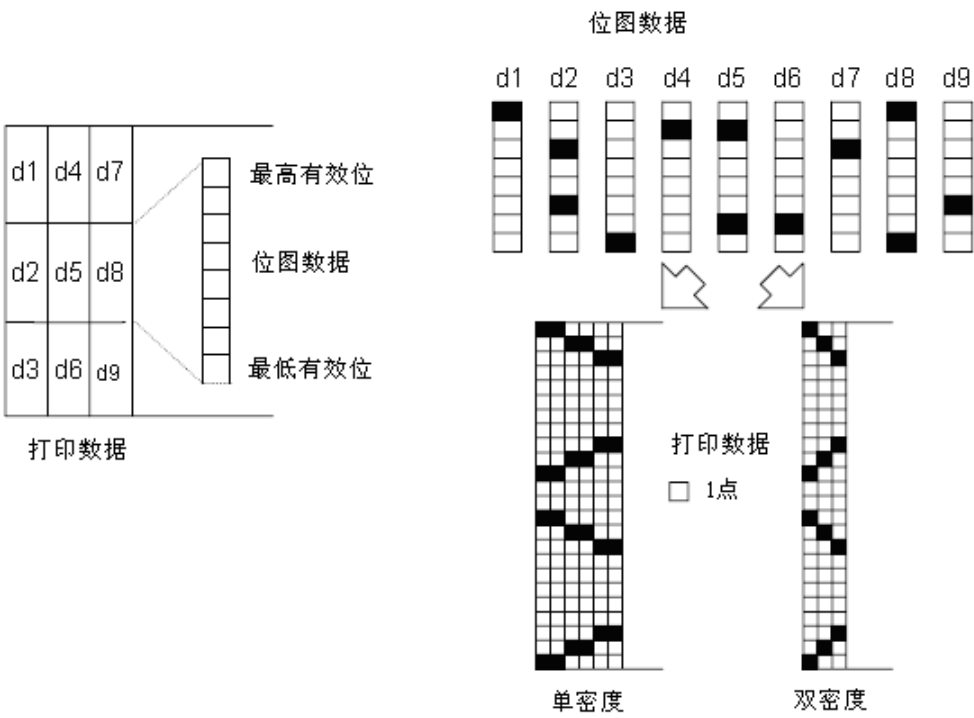 位图数据
d1 d2 d3 d4 d5 d6 d7 d8 d9
d1 d4 d7
d2 d5 d8
d3 d6 d9
最高有效位
位图数据
最低有效位
打印数据
打印数据
1点
单密度
双密度